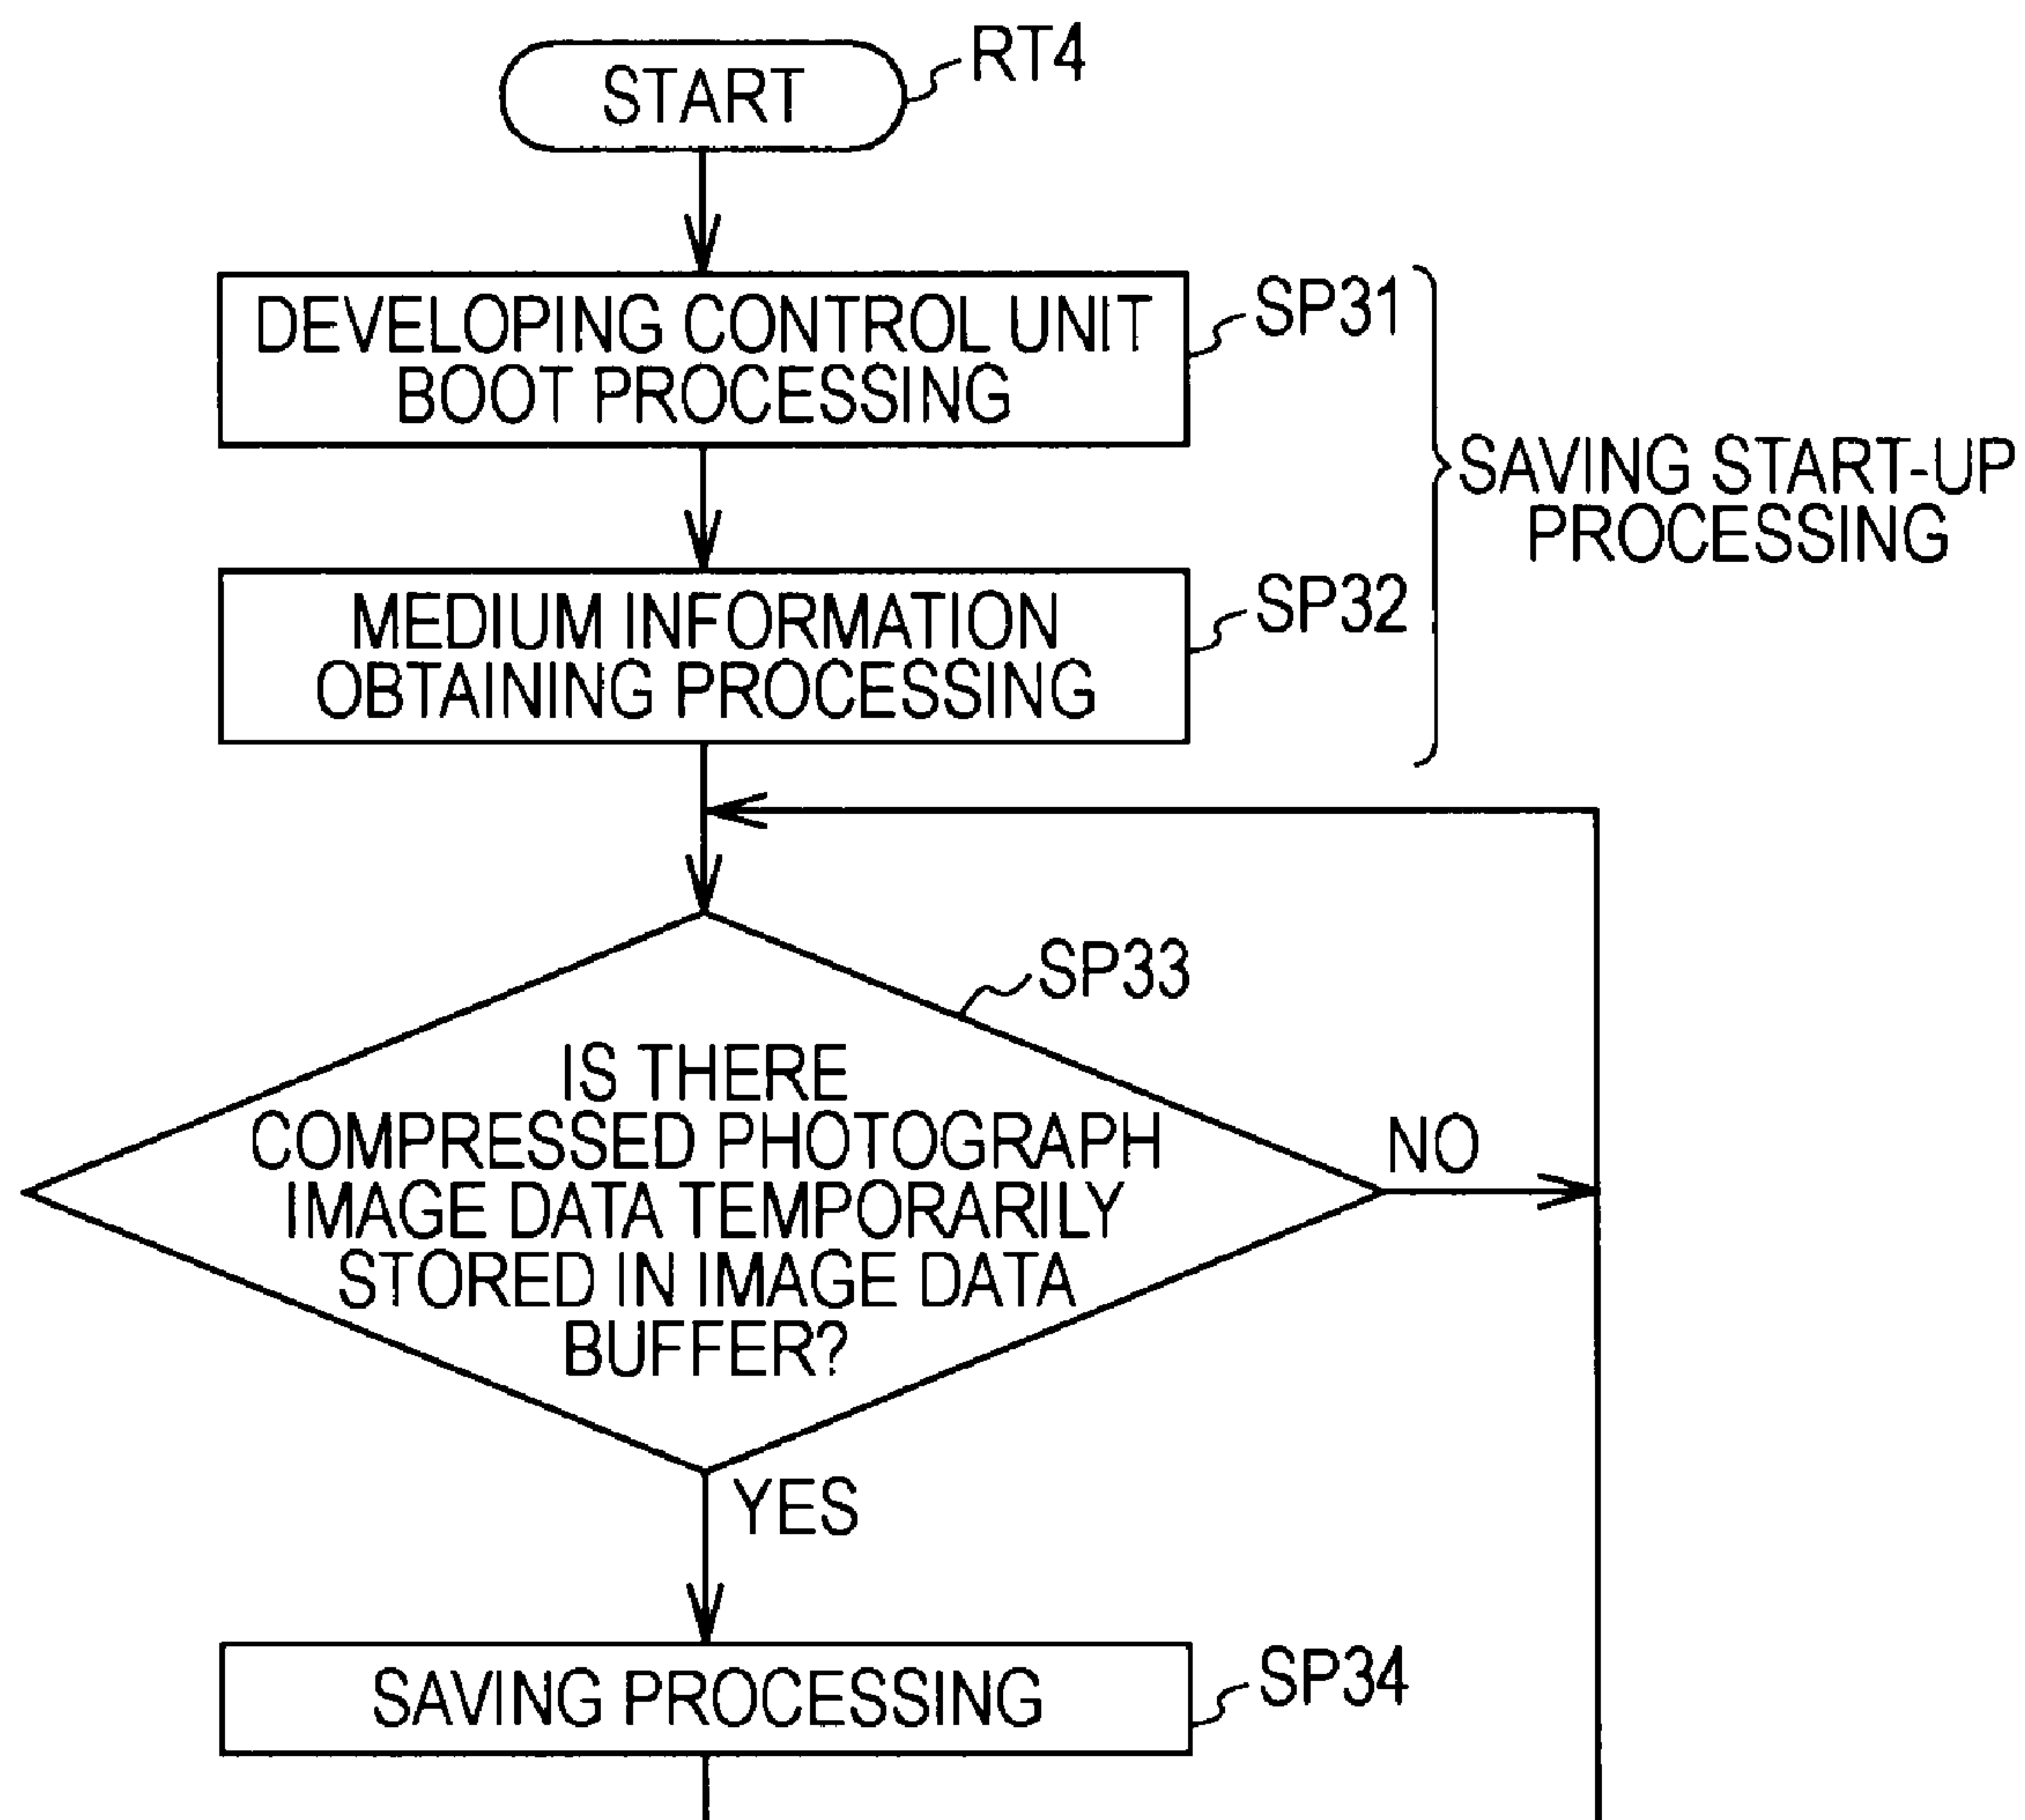 START
RT4
DEVELOPING CONTROL UNIT
BOOT PROCESSING
SP31
SAVING START-UP
PROCESSING
MEDIUM INFORMATION
OBTAINING PROCESSING
SP32
SP33
IS THERE
COMPRESSED PHOTOGRAPH
IMAGE DATA TEMPORARILY
STORED IN IMAGE DATA
BUFFER?
NO
YES
SAVING PROCESSING
SP34